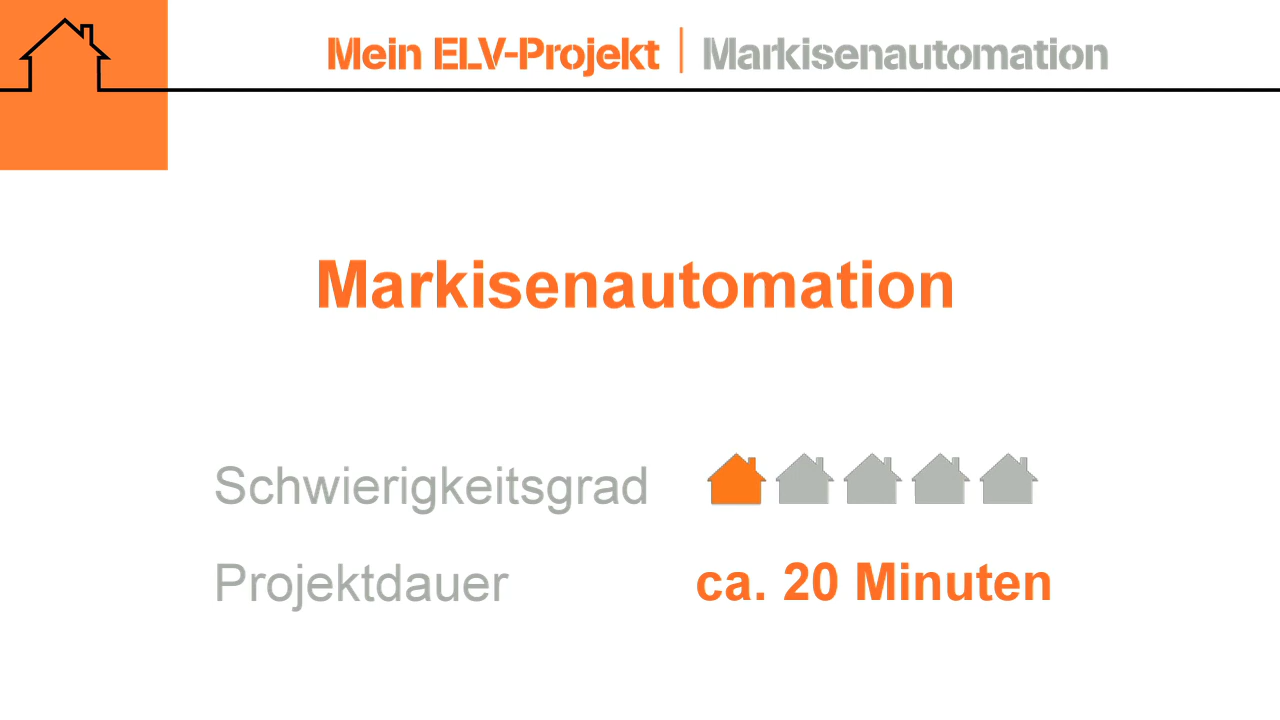 Mein ELV-Projekt | Markisenautomation
Markisenautomation
Schwierigkeitsgrad
Projektdauer ca. 20 Minuten